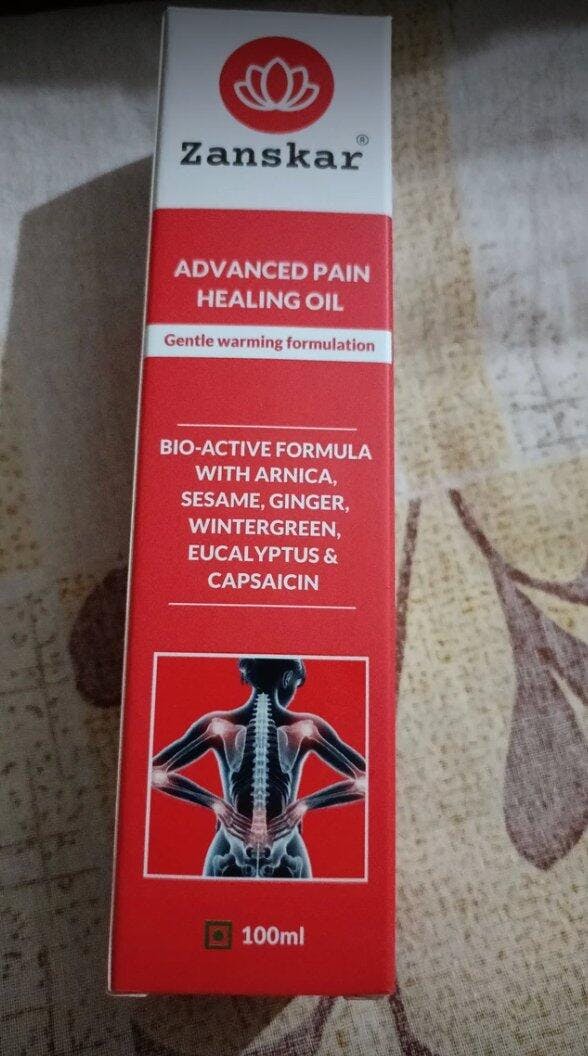 Zanskar®
ADVANCED PAIN
HEALING OIL
Gentle warming formulation
BIO-ACTIVE FORMULA
WITH ARNICA,
SESAME, GINGER,
WINTERGREEN,
EUCALYPTUS &
CAPSAICIN
100ml